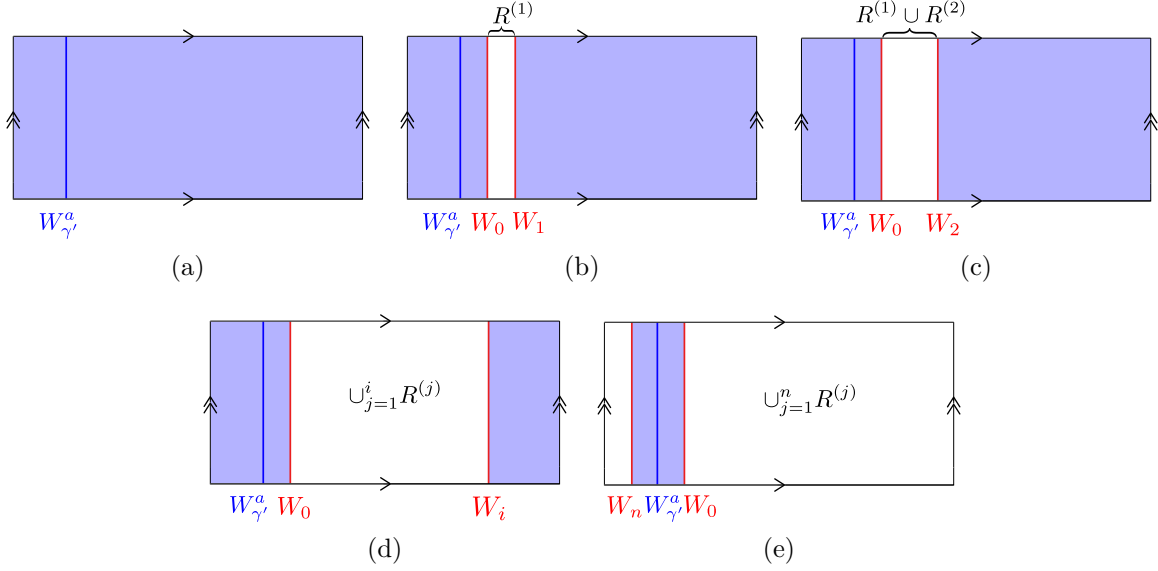 R^{(1)}
R^{(1)} ∪ R^{(2)}
W^a_{γ'}
W^a_{γ'} W_0 W_1
W^a_{γ'} W_0 W_2
(a)
(b)
(c)
∪^i_{j=1} R^{(j)}
∪^n_{j=1} R^{(j)}
W^a_{γ'} W_0 W_i
W_n W^a_{γ'} W_0
(d)
(e)